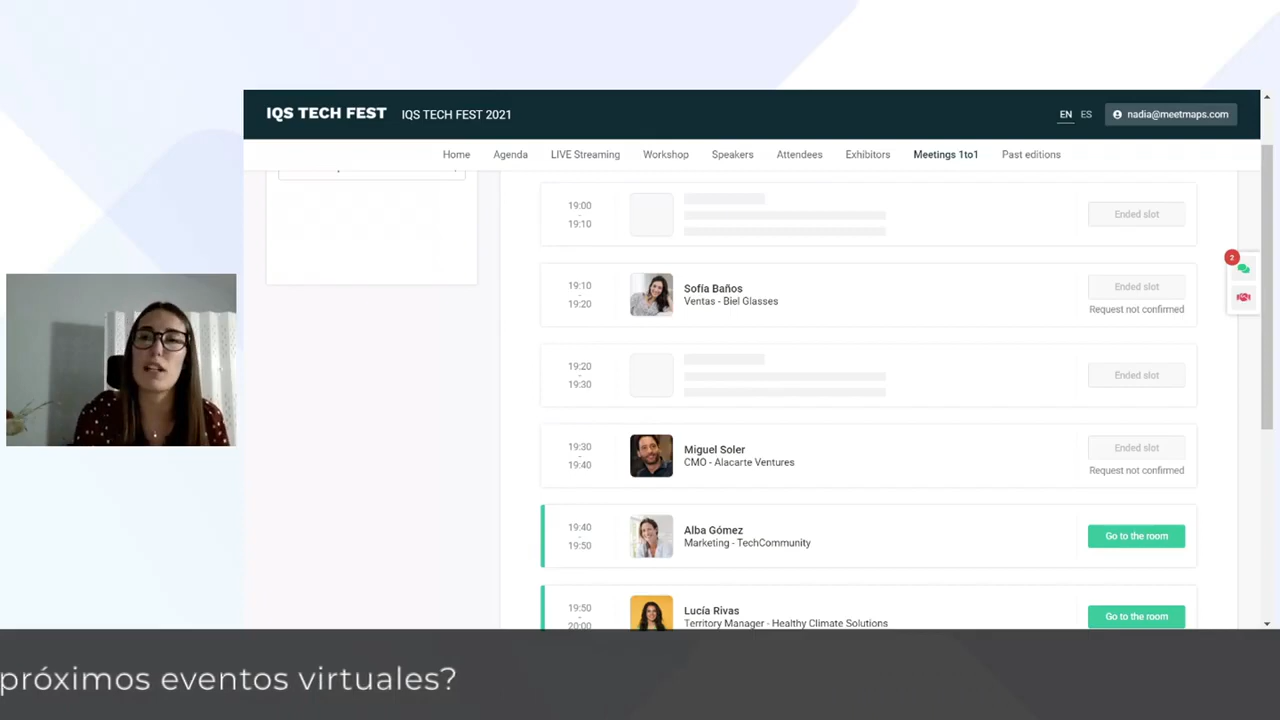 IQS TECH FEST IQS TECH FEST 2021 EN ES nadia@meetmaps.com
Home Agenda LIVE Streaming Workshop Speakers Attendees Exhibitors Meetings 1to1 Past editions
19:00
-
19:10
Ended slot
2
19:10
-
19:20
Sofía Baños
Ventas - Biel Glasses
Ended slot
Request not confirmed
19:20
-
19:30
Ended slot
19:30
-
19:40
Miguel Soler
CMO - Alacarte Ventures
Ended slot
Request not confirmed
19:40
-
19:50
Alba Gómez
Marketing - TechCommunity
Go to the room
19:50
-
20:00
Lucía Rivas
Territory Manager - Healthy Climate Solutions
Go to the room
próximos eventos virtuales?